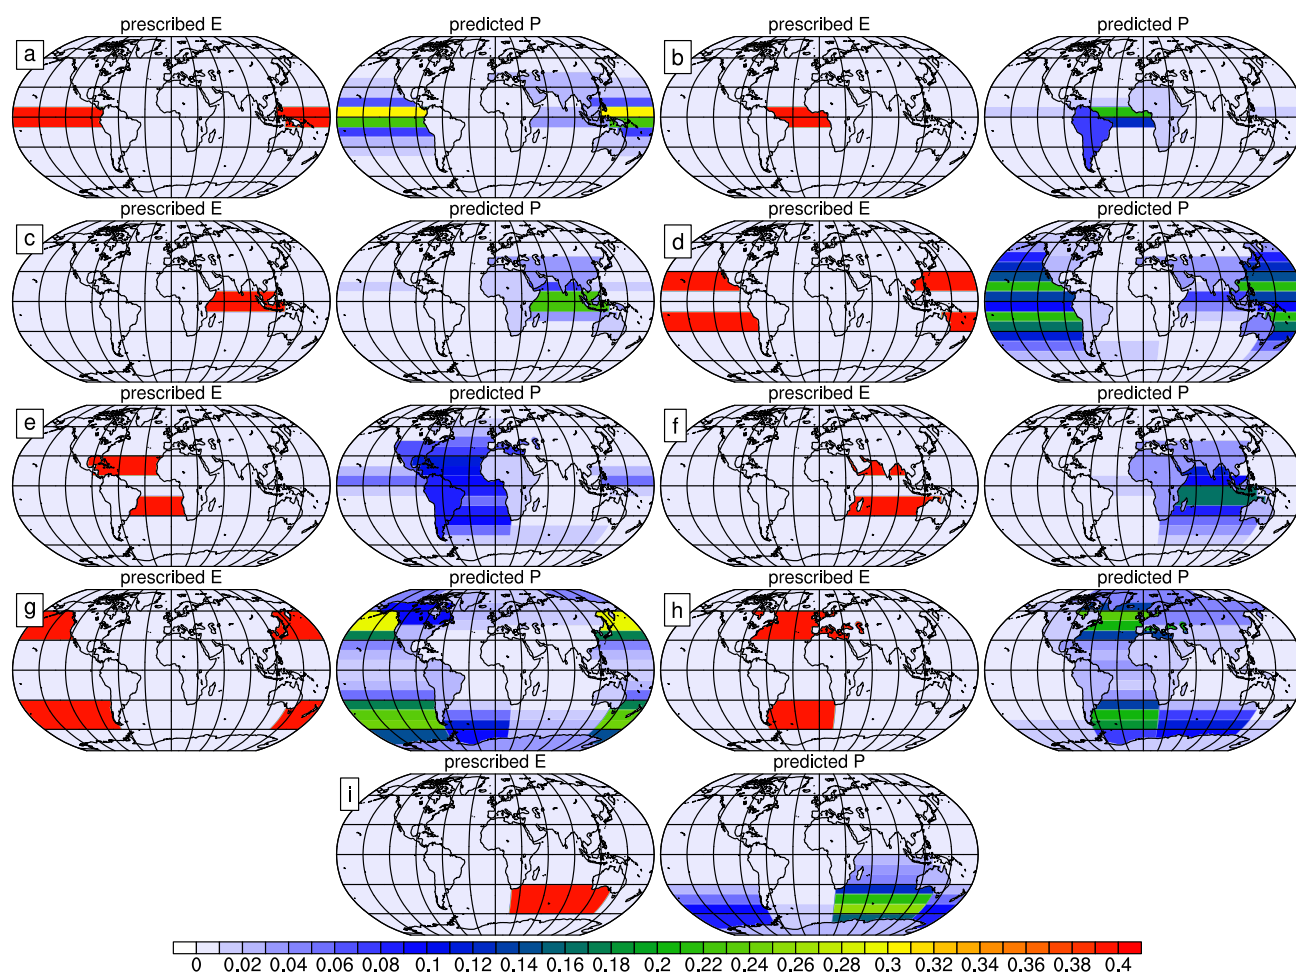 prescribed E predicted P prescribed E predicted P
a b
prescribed E predicted P prescribed E predicted P
c d
prescribed E predicted P prescribed E predicted P
e f
prescribed E predicted P prescribed E predicted P
g h
prescribed E predicted P
i
0 0.02 0.04 0.06 0.08 0.1 0.12 0.14 0.16 0.18 0.2 0.22 0.24 0.26 0.28 0.3 0.32 0.34 0.36 0.38 0.4